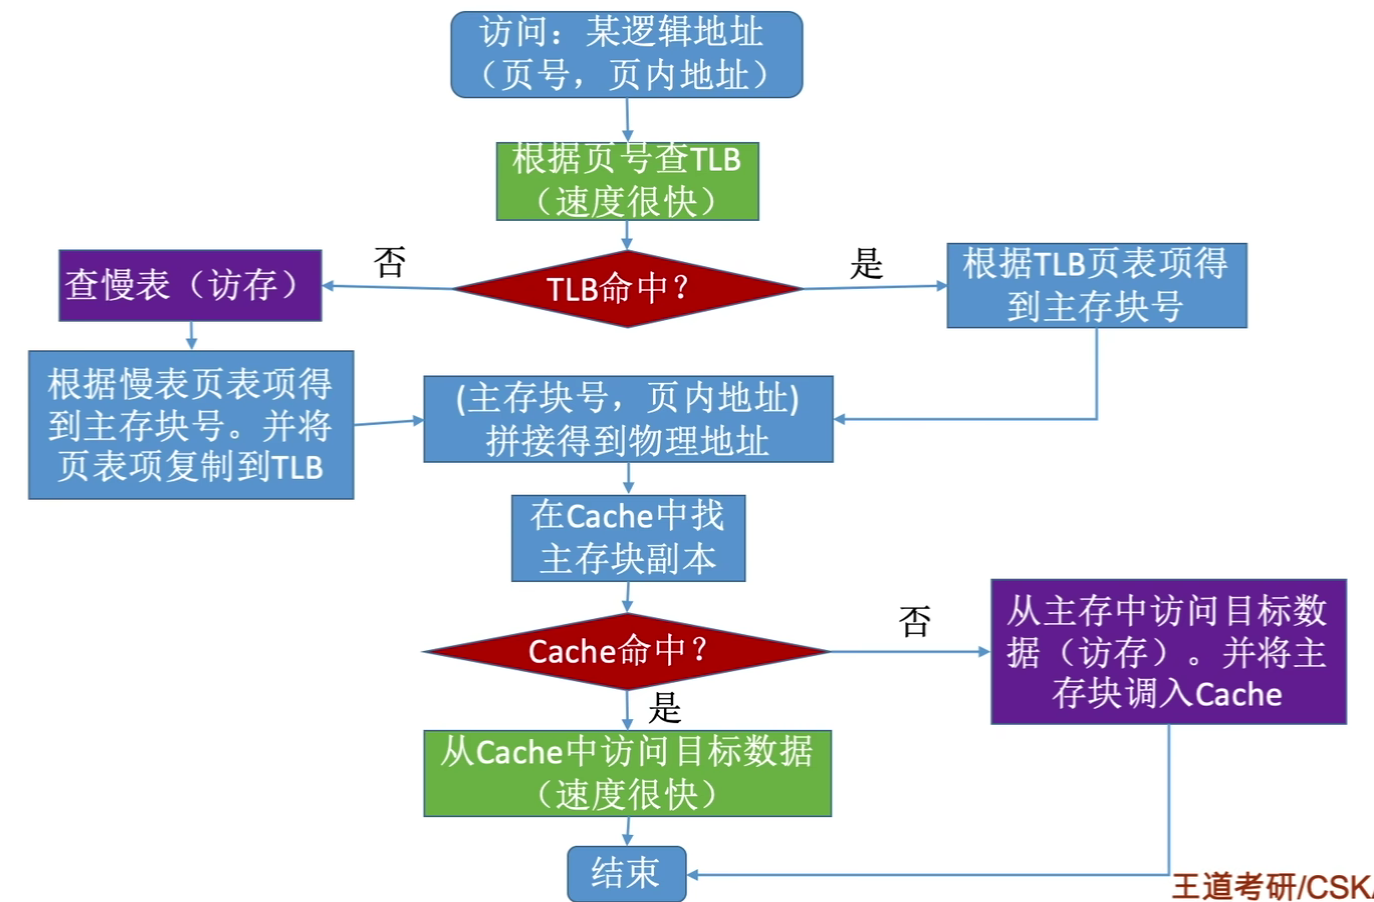 访问：某逻辑地址
（页号，页内地址）
根据页号查TLB
（速度很快）
否
是
查慢表（访存）
TLB命中？
根据TLB页表项得
到主存块号
根据慢表页表项得
到主存块号。并将
页表项复制到TLB
(主存块号，页内地址)
拼接得到物理地址
在Cache中找
主存块副本
Cache命中？
否
从主存中访问目标数
据（访存）。并将主
存块调入Cache
是
从Cache中访问目标数据
（速度很快）
结束
王道考研/CSK